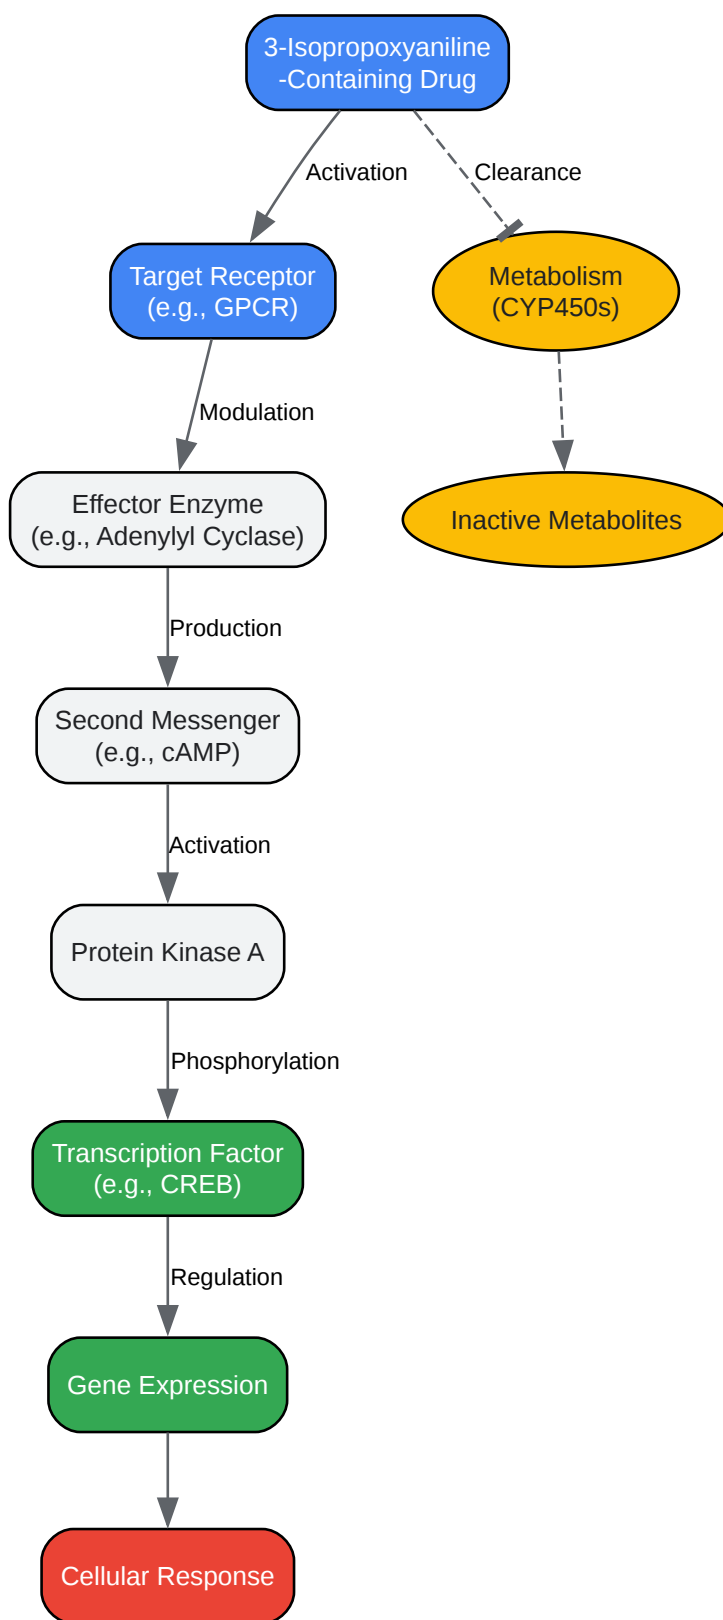 3-Isopropoxyaniline
-Containing Drug
Activation
Clearance
Target Receptor
(e.g., GPCR)
Metabolism
(CYP450s)
Modulation
Effector Enzyme
(e.g., Adenylyl Cyclase)
Inactive Metabolites
Production
Second Messenger
(e.g., cAMP)
Activation
Protein Kinase A
Phosphorylation
Transcription Factor
(e.g., CREB)
Regulation
Gene Expression
Cellular Response